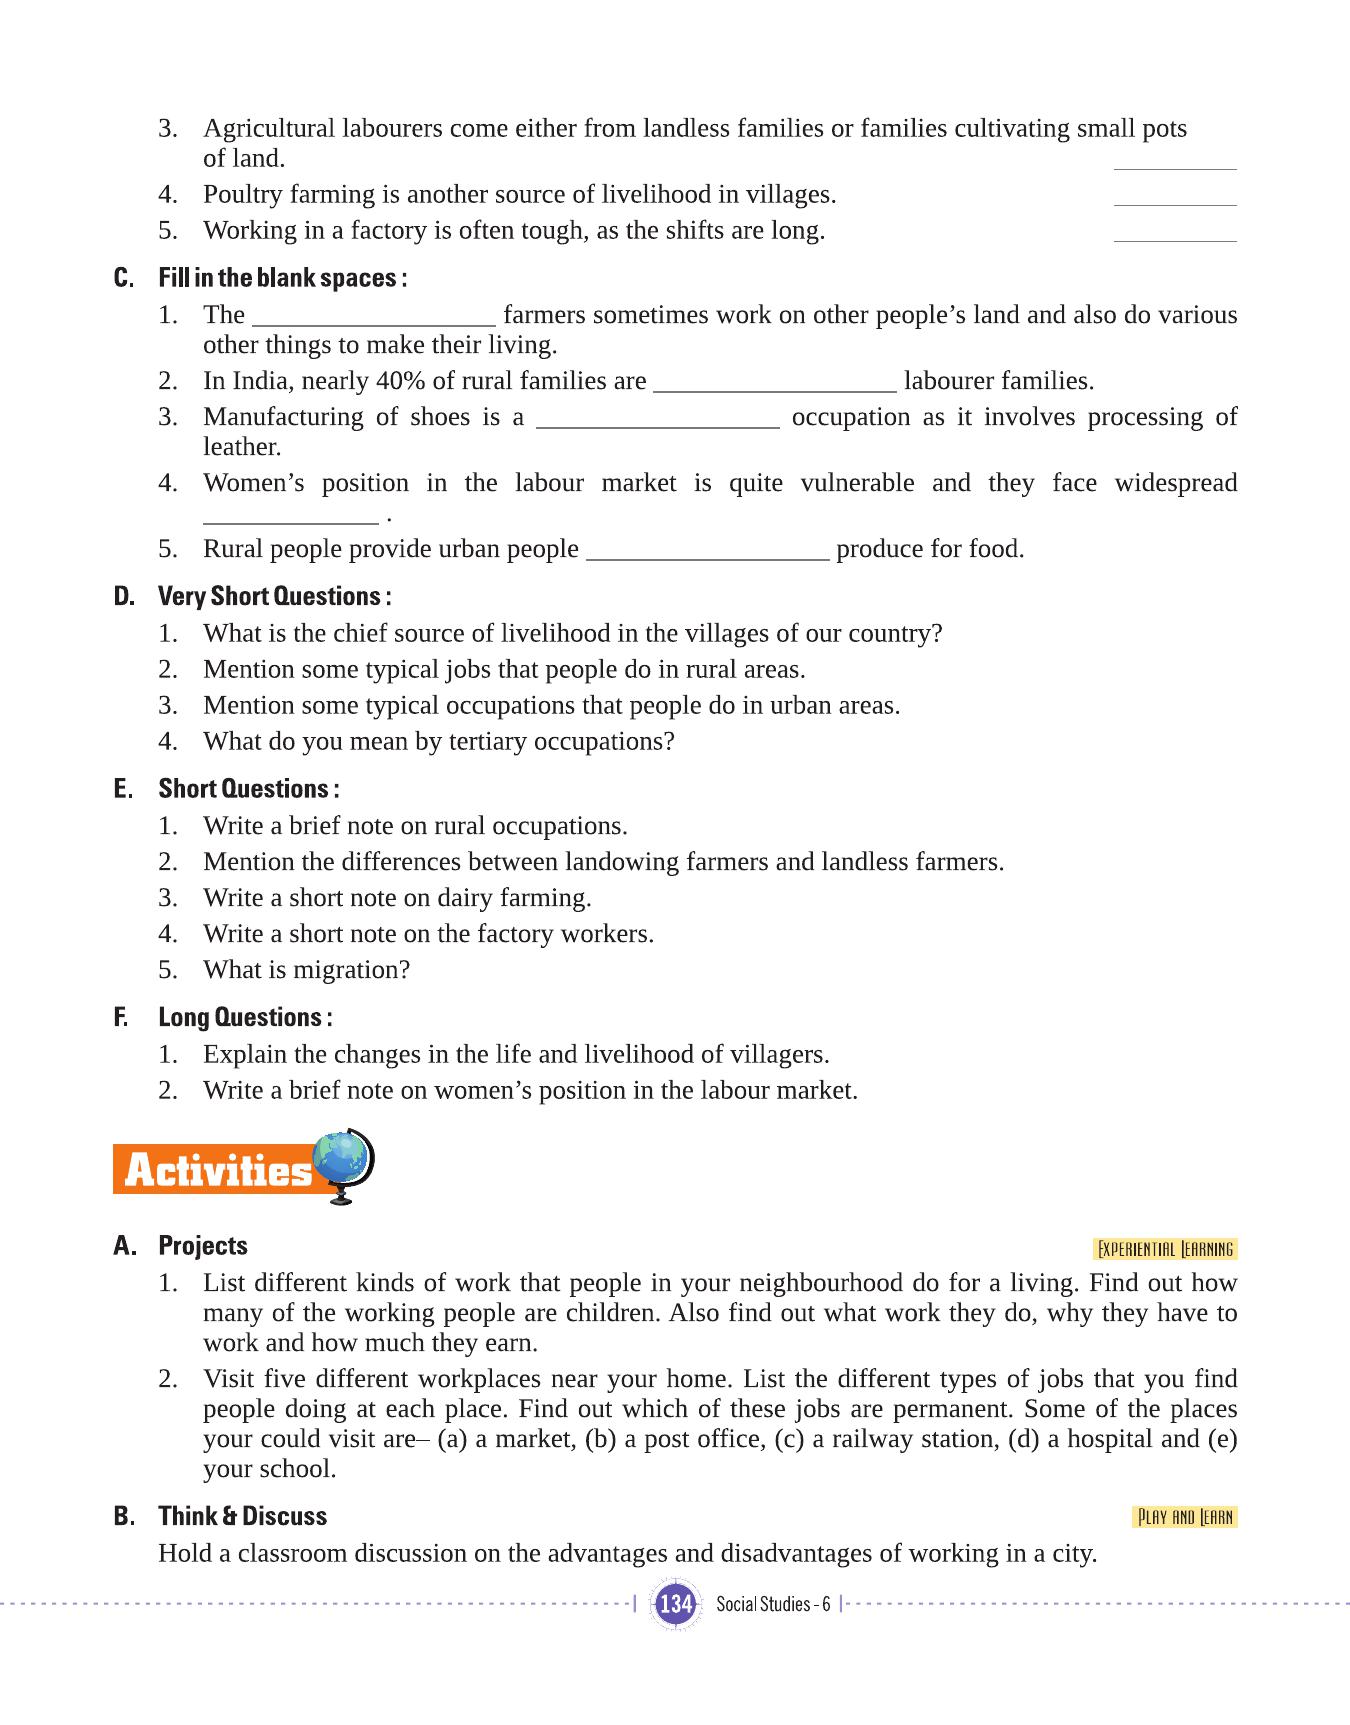 3. Agricultural labourers come either from landless families or families cultivating small pots
of land. ________
4. Poultry farming is another source of livelihood in villages. ________
5. Working in a factory is often tough, as the shifts are long. ________
C. Fill in the blank spaces :
1. The ________________ farmers sometimes work on other people’s land and also do various
other things to make their living.
2. In India, nearly 40% of rural families are ________________ labourer families.
3. Manufacturing of shoes is a ________________ occupation as it involves processing of
leather.
4. Women’s position in the labour market is quite vulnerable and they face widespread
____________ .
5. Rural people provide urban people ________________ produce for food.
D. Very Short Questions :
1. What is the chief source of livelihood in the villages of our country?
2. Mention some typical jobs that people do in rural areas.
3. Mention some typical occupations that people do in urban areas.
4. What do you mean by tertiary occupations?
E. Short Questions :
1. Write a brief note on rural occupations.
2. Mention the differences between landowing farmers and landless farmers.
3. Write a short note on dairy farming.
4. Write a short note on the factory workers.
5. What is migration?
F. Long Questions :
1. Explain the changes in the life and livelihood of villagers.
2. Write a brief note on women’s position in the labour market.
Activities
A. Projects EXPERIENTIAL LEARNING
1. List different kinds of work that people in your neighbourhood do for a living. Find out how
many of the working people are children. Also find out what work they do, why they have to
work and how much they earn.
2. Visit five different workplaces near your home. List the different types of jobs that you find
people doing at each place. Find out which of these jobs are permanent. Some of the places
your could visit are– (a) a market, (b) a post office, (c) a railway station, (d) a hospital and (e)
your school.
B. Think & Discuss PLAY AND LEARN
Hold a classroom discussion on the advantages and disadvantages of working in a city.
134 Social Studies - 6